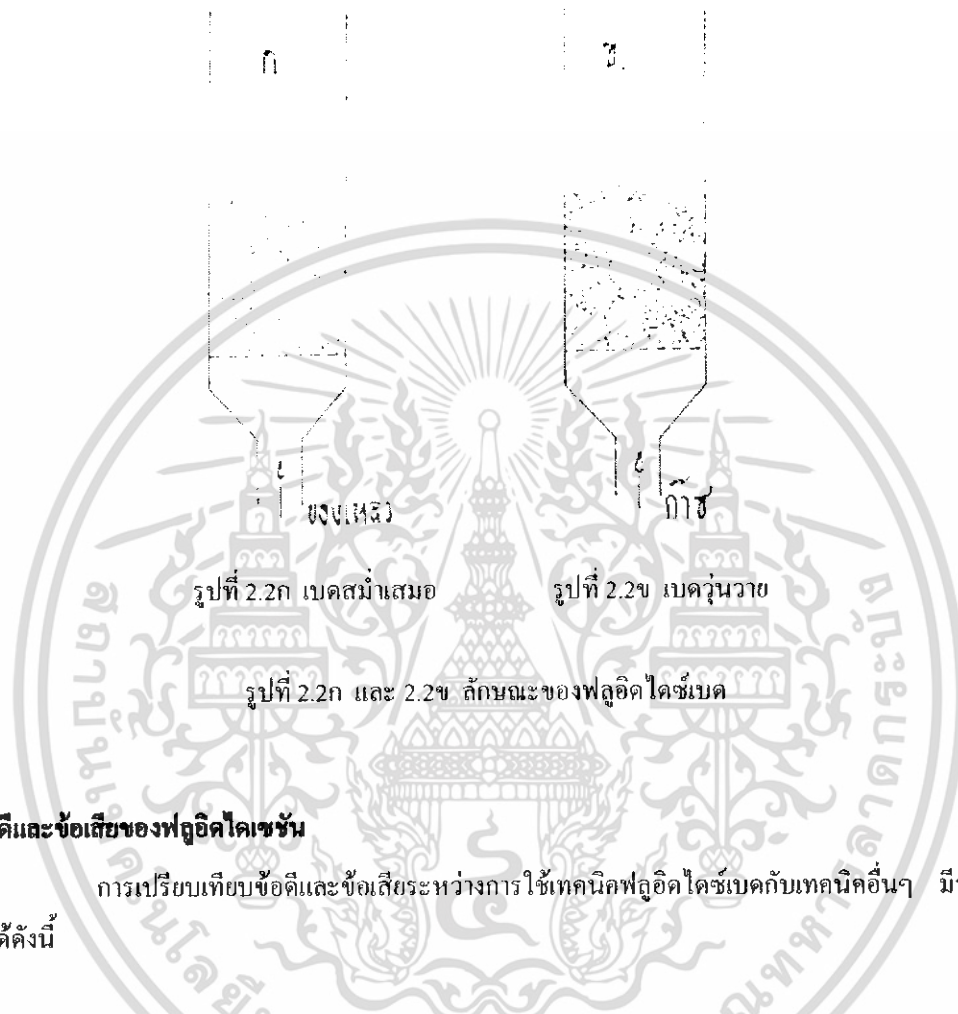 ก ข.
ของเหลว ก๊าซ
รูปที่ 2.2ก เบดสม่ำเสมอ รูปที่ 2.2ข เบดวุ่นวาย
รูปที่ 2.2ก และ 2.2ข ลักษณะของฟลูอิดไดซ์เบด
ดีและข้อเสียของฟลูอิดไดเซชัน
การเปรียบเทียบข้อดีและข้อเสียระหว่างการใช้เทคนิคฟลูอิดไดซ์เบดกับเทคนิคอื่นๆ มี
ด้ดังนี้